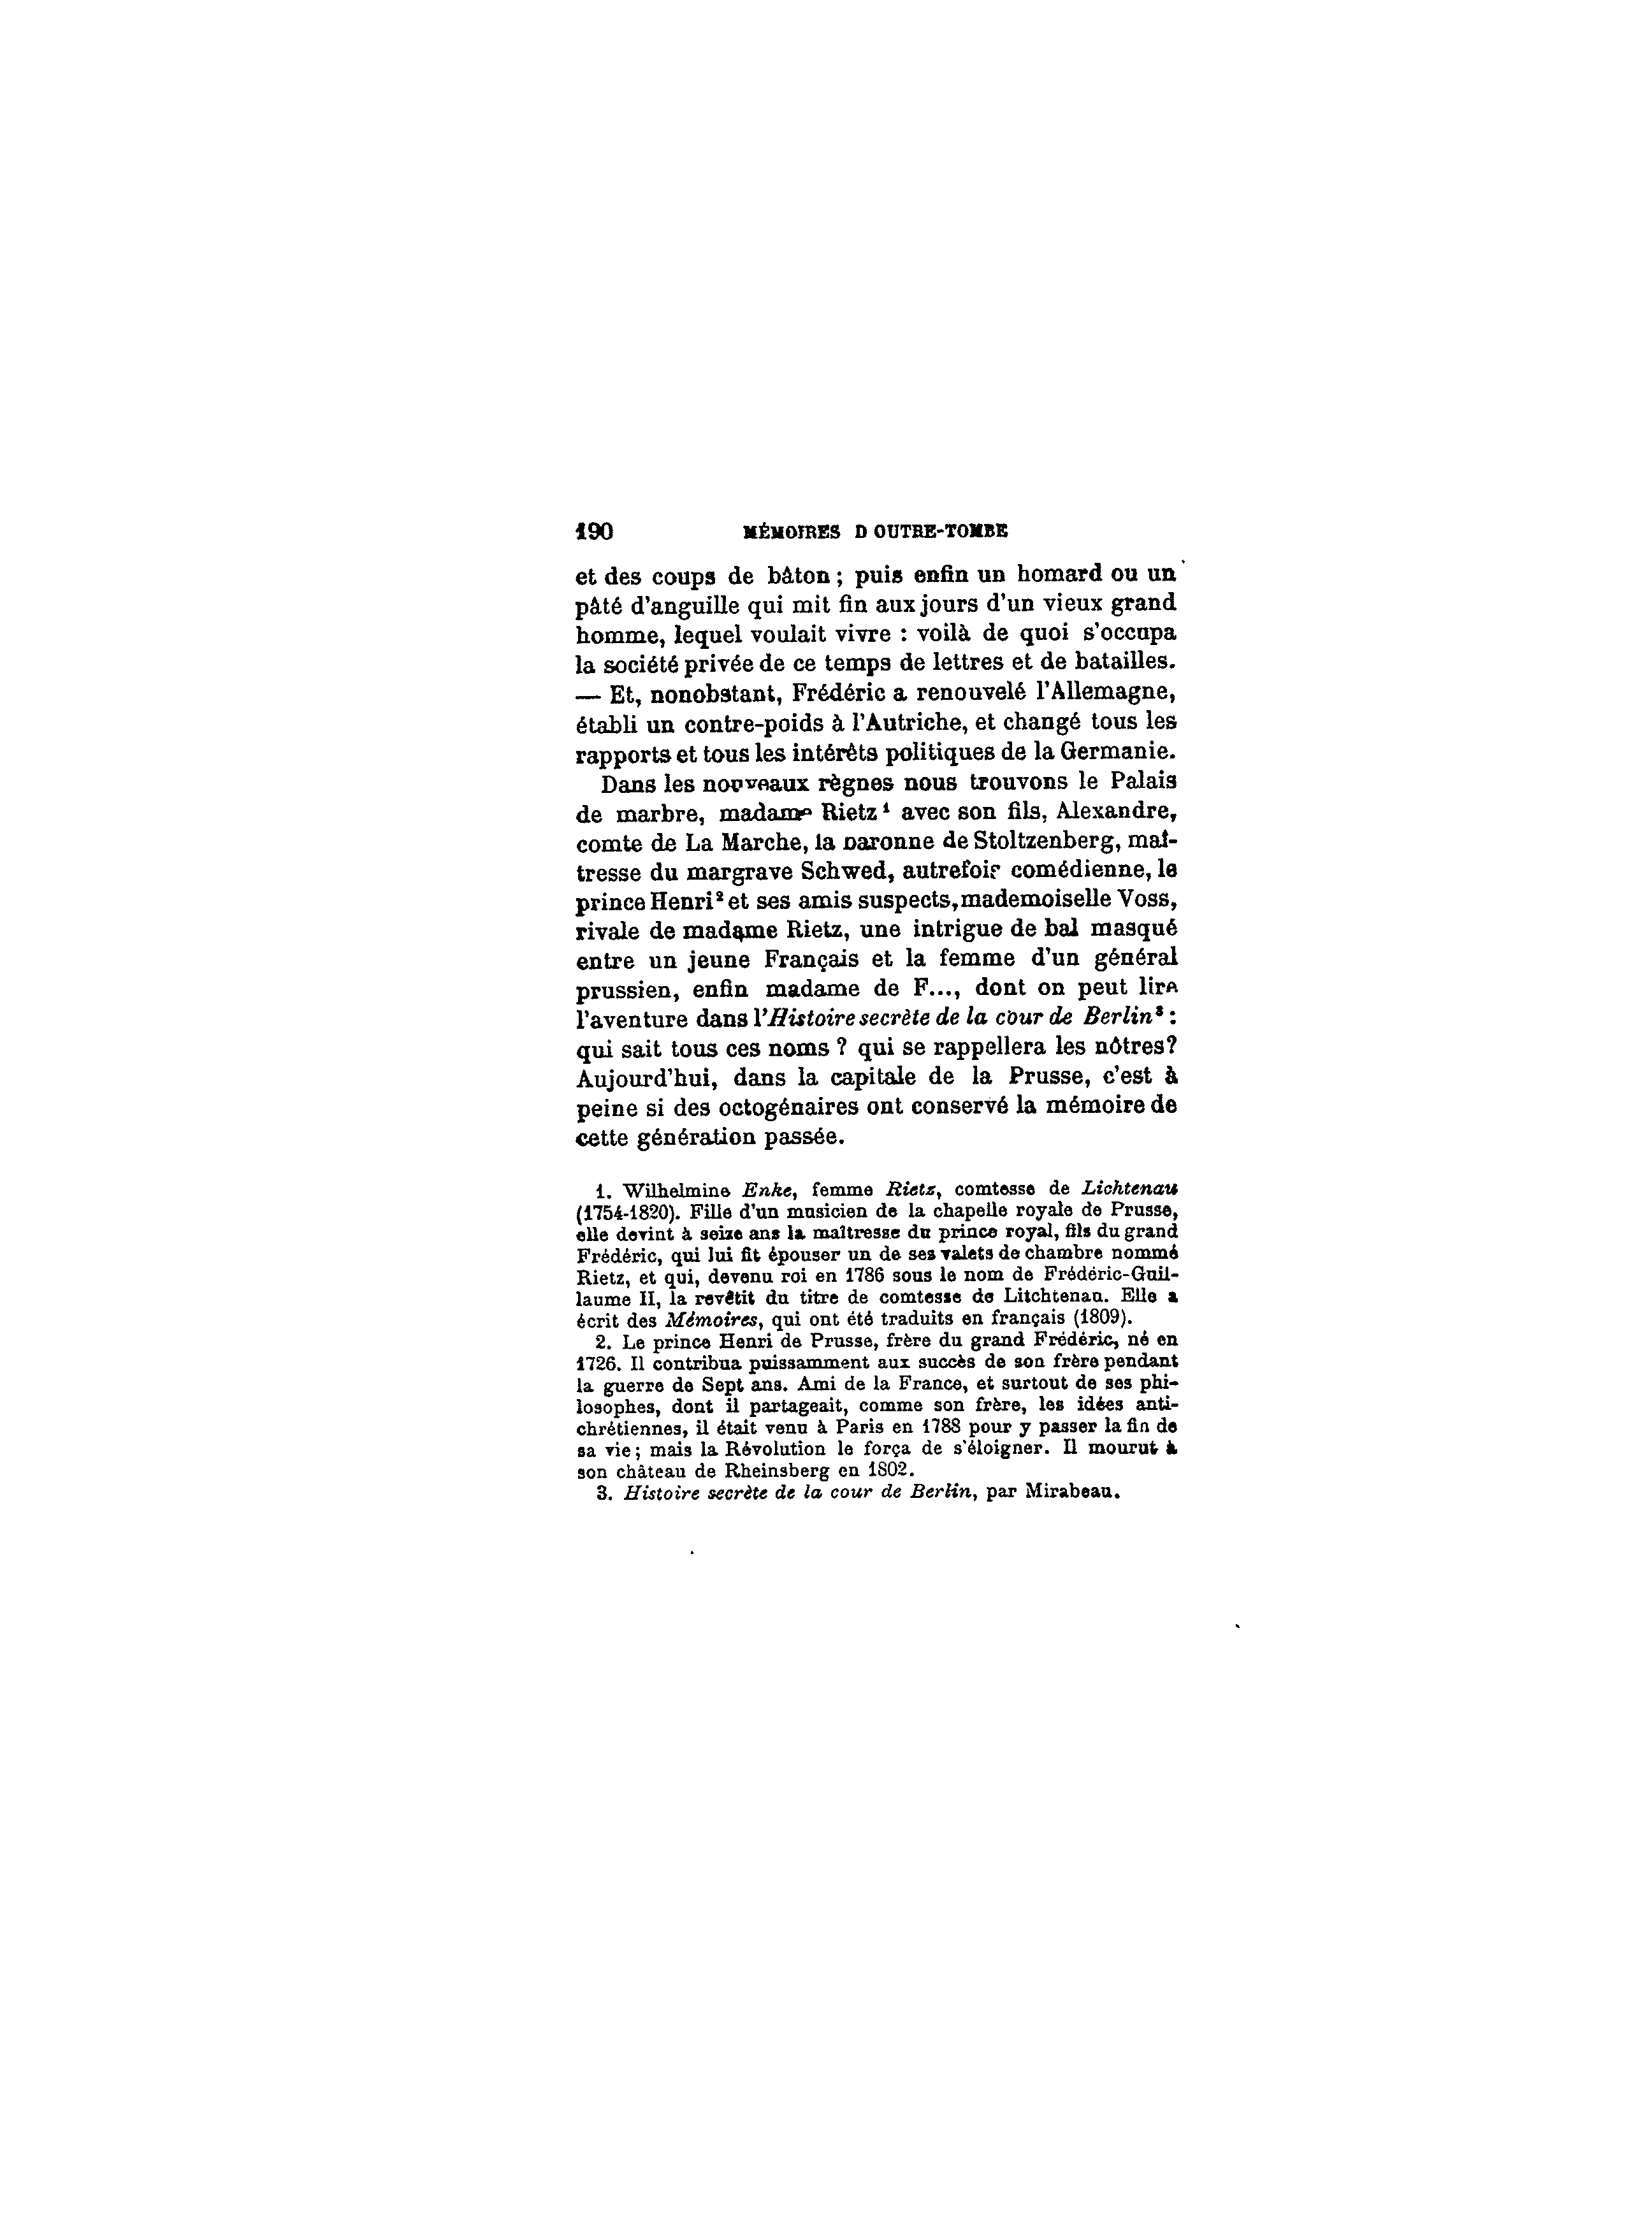 190 MÉMOIRES D OUTRE-TOMBE
et des coups de bâton ; puis enfin un homard ou un
pâté d'anguille qui mit fin aux jours d'un vieux grand
homme, lequel voulait vivre : voilà de quoi s'occupa
la société privée de ce temps de lettres et de batailles.
— Et, nonobstant, Frédéric a renouvelé l'Allemagne,
établi un contre-poids à l'Autriche, et changé tous les
rapports et tous les intérêts politiques de la Germanie.
Dans les nouveaux règnes nous trouvons le Palais
de marbre, madame Rietz¹ avec son fils, Alexandre,
comte de La Marche, la baronne de Stoltzenberg, maî-
tresse du margrave Schwed, autrefois comédienne, le
prince Henri² et ses amis suspects, mademoiselle Voss,
rivale de madame Rietz, une intrigue de bal masqué
entre un jeune Français et la femme d'un général
prussien, enfin madame de F..., dont on peut lire
l'aventure dans l'Histoire secrète de la cour de Berlin³ :
qui sait tous ces noms ? qui se rappellera les nôtres?
Aujourd'hui, dans la capitale de la Prusse, c'est à
peine si des octogénaires ont conservé la mémoire de
cette génération passée.
1. Wilhelmine Enke, femme Rietz, comtesse de Lichtenau
(1754-1820). Fille d'un musicien de la chapelle royale de Prusse,
elle devint à seize ans la maîtresse du prince royal, fils du grand
Frédéric, qui lui fit épouser un de ses valets de chambre nommé
Rietz, et qui, devenu roi en 1786 sous le nom de Frédéric-Guil-
laume II, la revêtit du titre de comtesse de Litchtenau. Elle a
écrit des Mémoires, qui ont été traduits en français (1809).
2. Le prince Henri de Prusse, frère du grand Frédéric, né en
1726. Il contribua puissamment aux succès de son frère pendant
la guerre de Sept ans. Ami de la France, et surtout de ses phi-
losophes, dont il partageait, comme son frère, les idées anti-
chrétiennes, il était venu à Paris en 1788 pour y passer la fin de
sa vie ; mais la Révolution le força de s'éloigner. Il mourut à
son château de Rheinsberg en 1802.
3. Histoire secrète de la cour de Berlin, par Mirabeau.